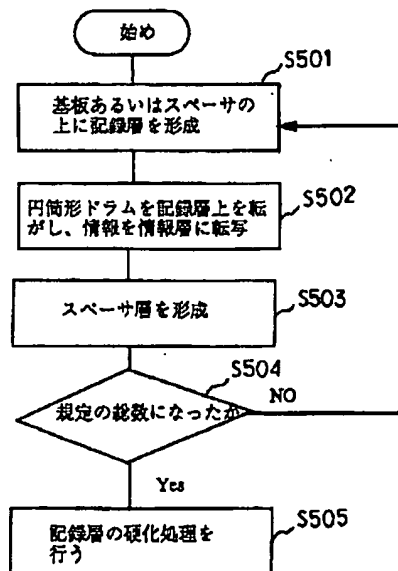 始め
S501
基板あるいはスペーサの
上に記録層を形成
S502
円筒形ドラムを記録層上を転
がし、情報を情報層に転写
S503
スペーサ層を形成
S504
規定の総数になったか
NO
Yes
S505
記録層の硬化処理を
行う